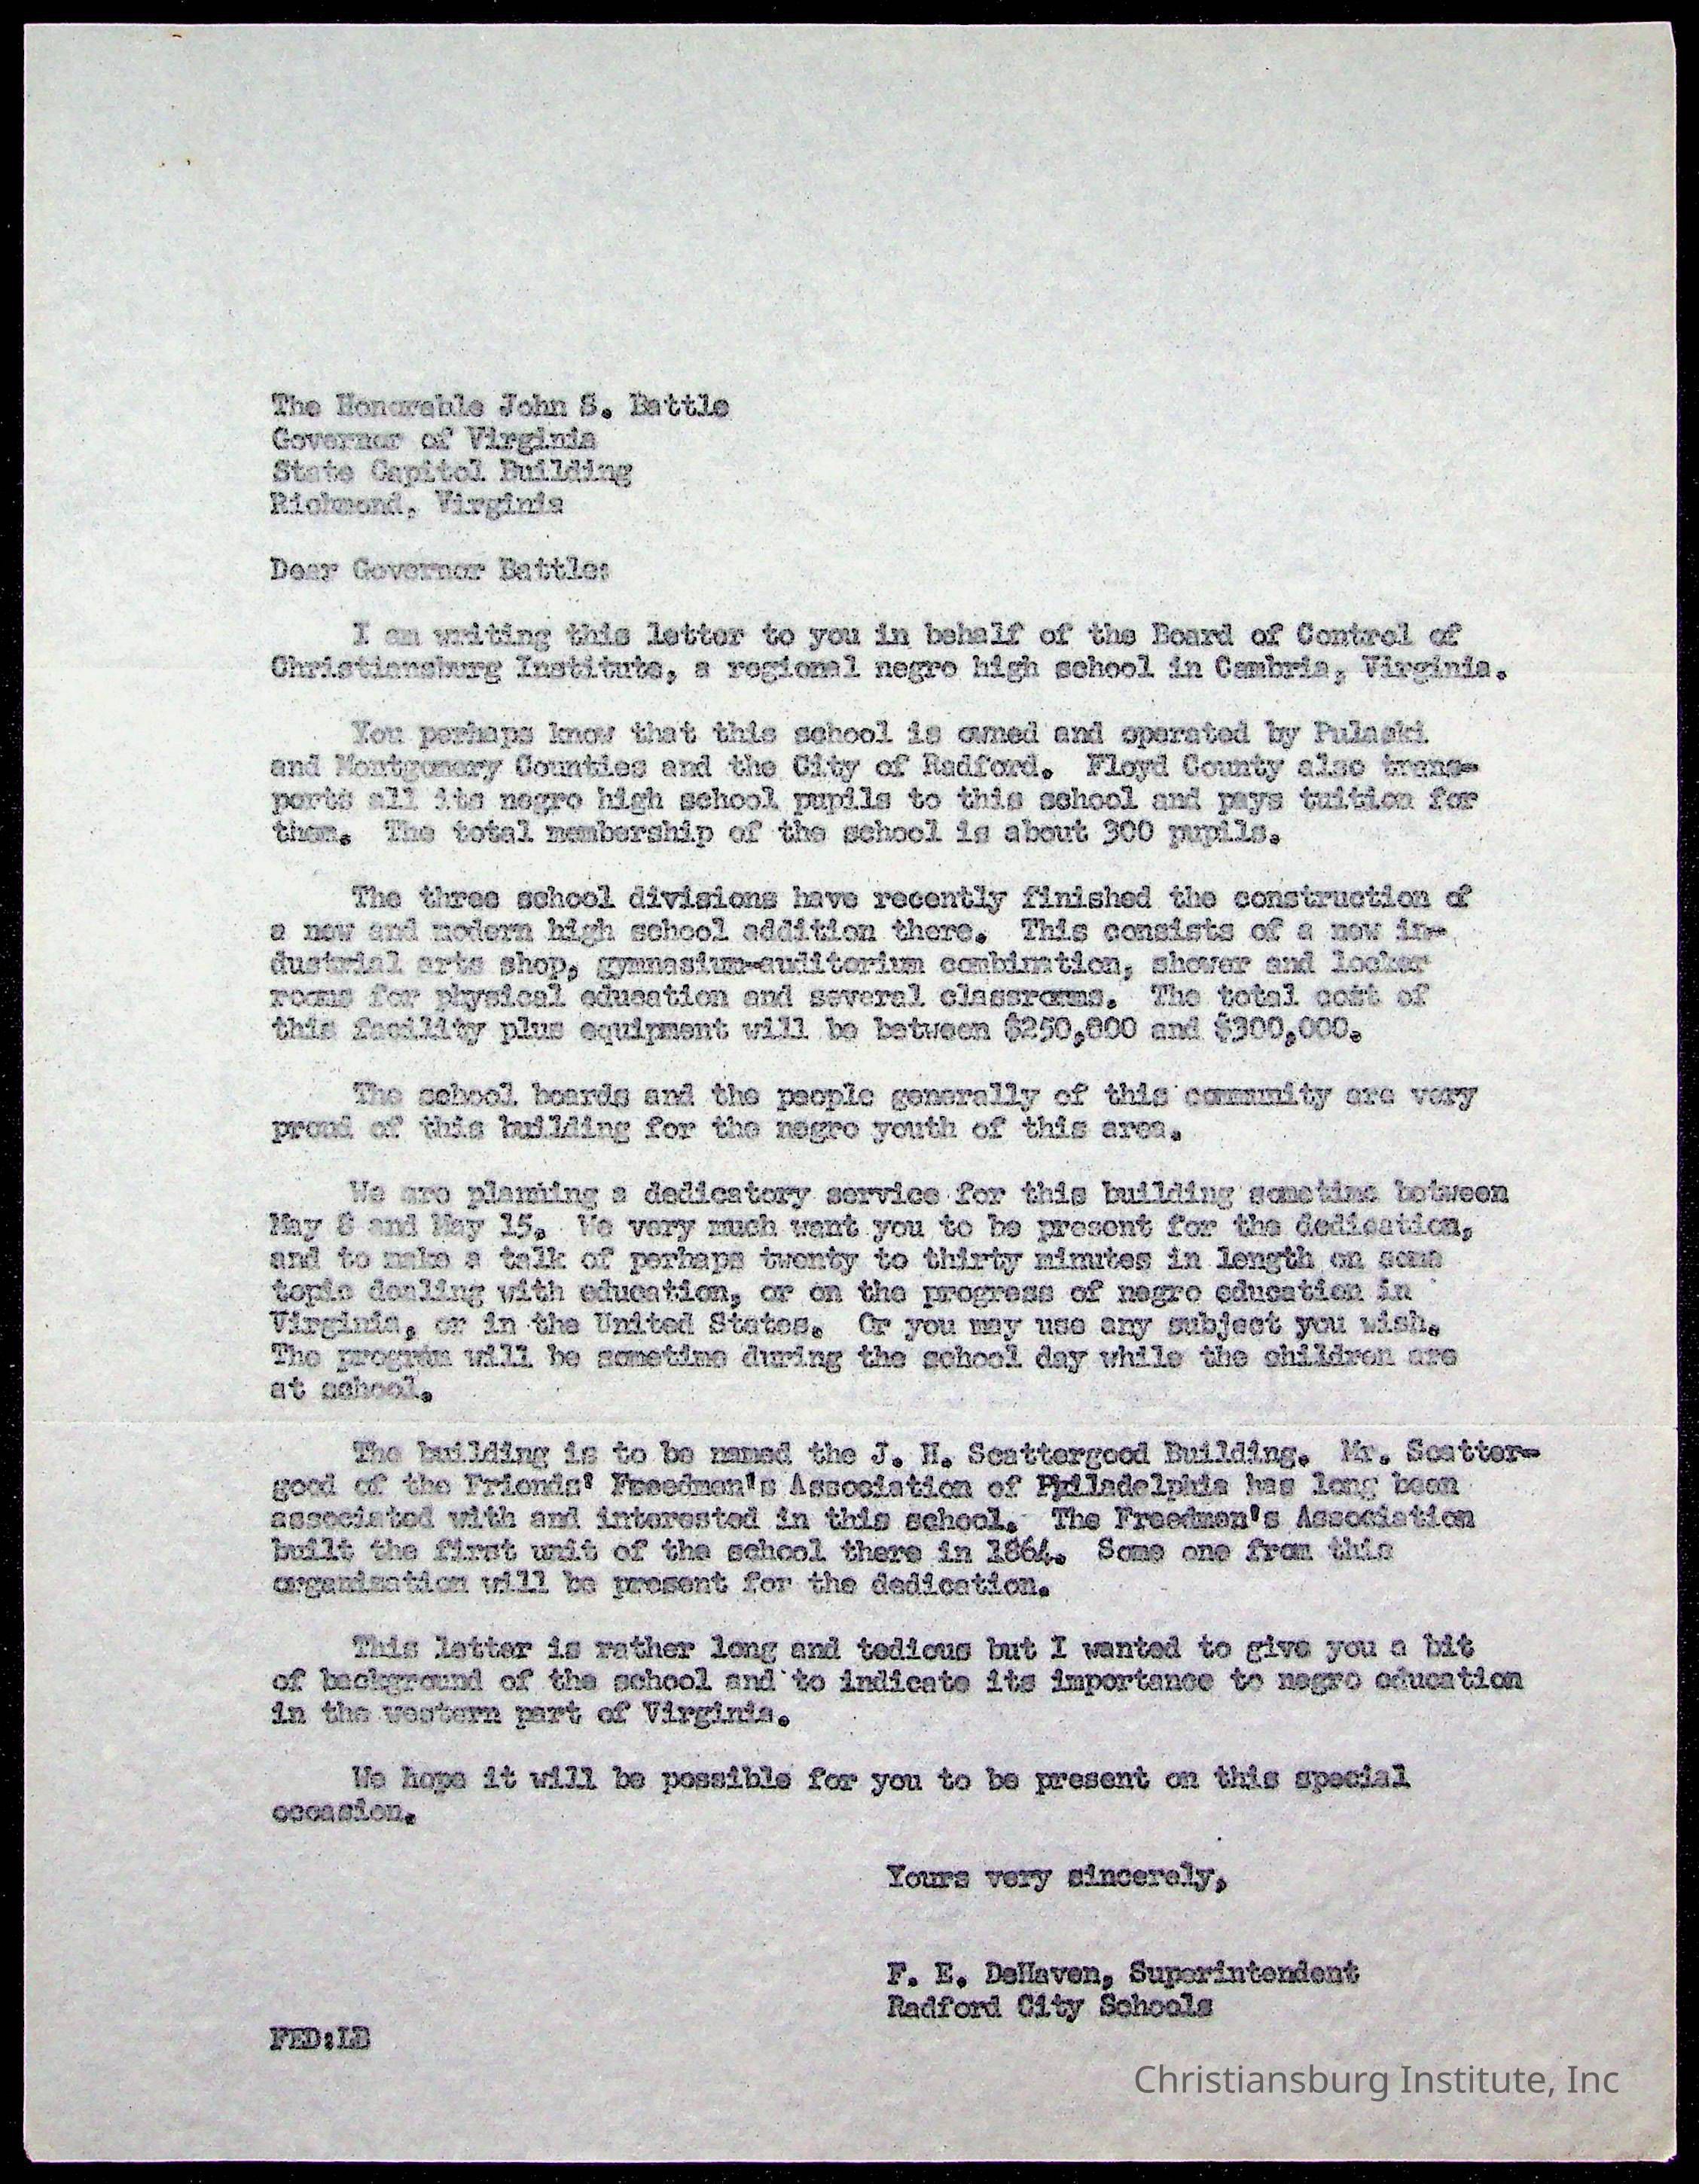 The Honorable John S. Battle
Governor of Virginia
State Capitol Building
Richmond, Virginia
Dear Governor Battle:
I am writing this letter to you in behalf of the Board of Control of
Christiansburg Institute, a regional negro high school in Cambria, Virginia.
You perhaps know that this school is owned and operated by Pulaski
and Montgomery Counties and the City of Radford. Floyd County also trans-
ports all its negro high school pupils to this school and pays tuition for
them. The total membership of the school is about 300 pupils.
The three school divisions have recently finished the construction of
a new and modern high school addition there. This consists of a new in-
dustrial arts shop, gymnasium-auditorium combination, shower and locker
rooms for physical education and several classrooms. The total cost of
this facility plus equipment will be between $250,000 and $300,000.
The school boards and the people generally of this community are very
proud of this building for the negro youth of this area.
We are planning a dedicatory service for this building sometime between
May 8 and May 15. We very much want you to be present for the dedication,
and to make a talk of perhaps twenty to thirty minutes in length on some
topic dealing with education, or on the progress of negro education in
Virginia, or in the United States. Or you may use any subject you wish.
The program will be sometime during the school day while the children are
at school.
The building is to be named the J. H. Scattergood Building. Mr. Scatter-
good of the Friends' Freedmen's Association of Philadelphia has long been
associated with and interested in this school. The Freedmen's Association
built the first unit of the school there in 1864. Some one from this
organization will be present for the dedication.
This letter is rather long and tedious but I wanted to give you a bit
of background of the school and to indicate its importance to negro education
in the western part of Virginia.
We hope it will be possible for you to be present on this special
occasion.
Yours very sincerely,
F. E. DeHaven, Superintendent
Radford City Schools
FED:LB
Christiansburg Institute, Inc